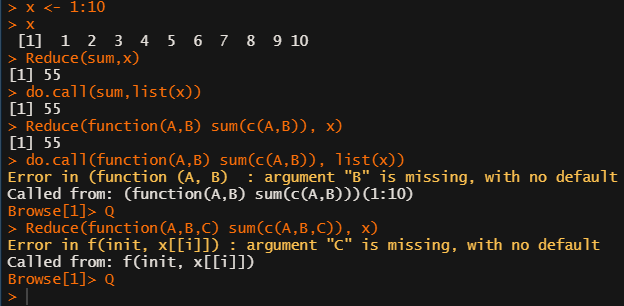 > x <- 1:10
> x
 [1]  1  2  3  4  5  6  7  8  9 10
> Reduce(sum,x)
[1] 55
> do.call(sum,list(x))
[1] 55
> Reduce(function(A,B) sum(c(A,B)), x)
[1] 55
> do.call(function(A,B) sum(c(A,B)), list(x))
Error in (function (A, B)  : argument "B" is missing, with no default
Called from: (function(A,B) sum(c(A,B)))(1:10)
Browse[1]> Q
> Reduce(function(A,B,C) sum(c(A,B,C)), x)
Error in f(init, x[[i]]) : argument "C" is missing, with no default
Called from: f(init, x[[i]])
Browse[1]> Q
>